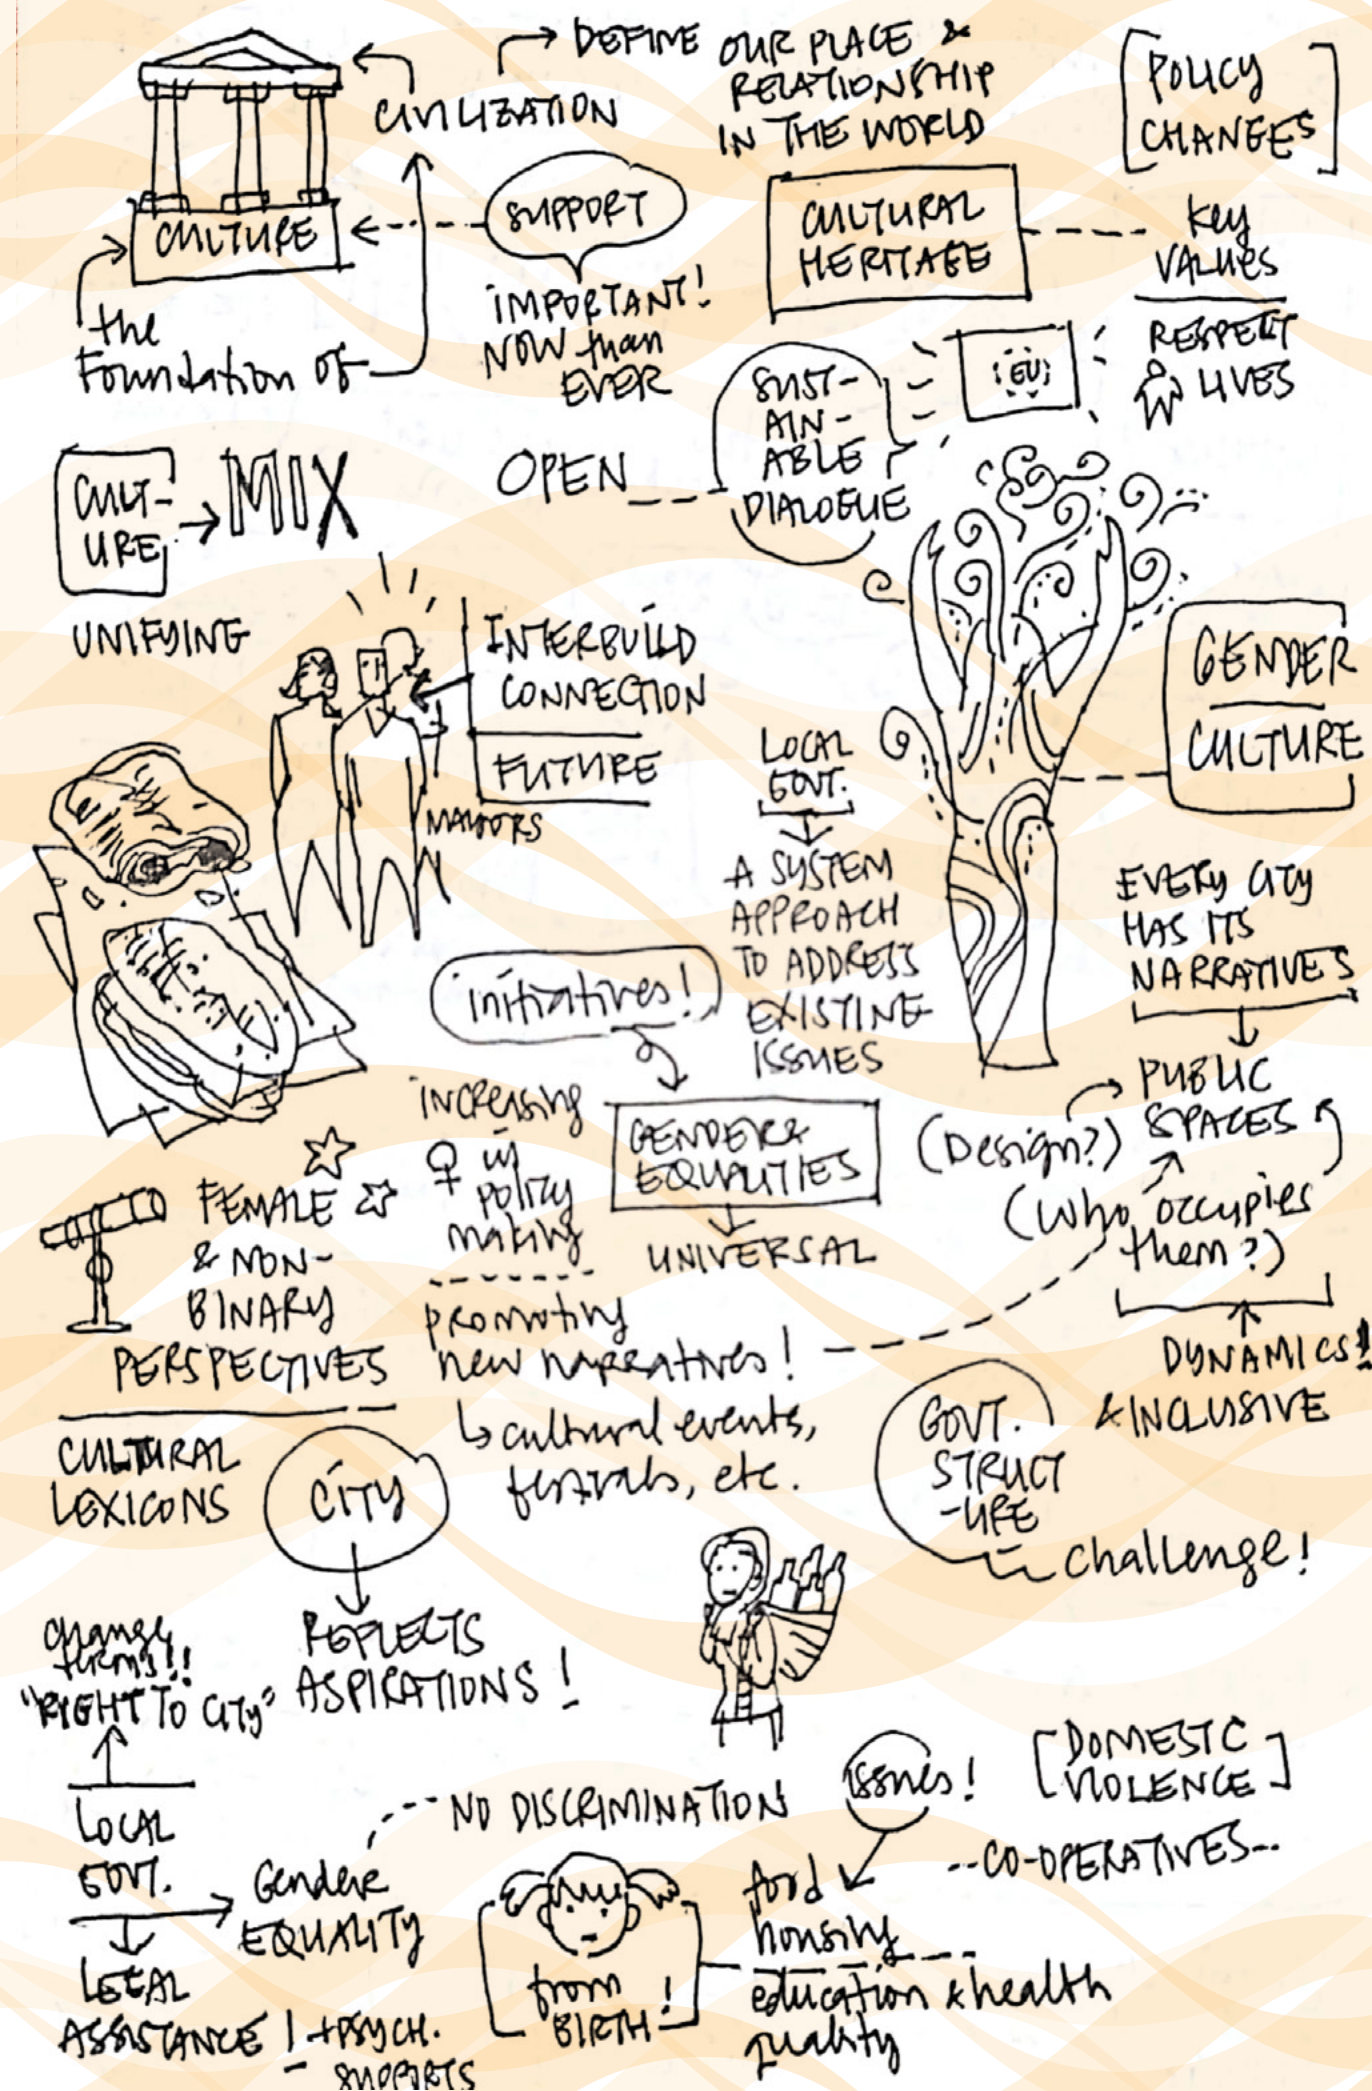 DEFINE OUR PLACE &
RELATIONSHIP
IN THE WORLD
CIVILIZATION
[POLICY
CHANGES]
SUPPORT
CULTURE
IMPORTANT!
NOW than
EVER
the
Foundation of
CULTURAL
HERITAGE
Key
VALUES
RESPECT
LIVES
EU
SUST-
AIN-
ABLE
DIALOGUE
OPEN
CULT-
URE
MIX
UNIFYING
INTERBUILD
CONNECTION
FUTURE
MAYORS
GENDER
CULTURE
LOCAL
GOVT.
A SYSTEM
APPROACH
TO ADDRESS
EXISTING
ISSUES
EVERY CITY
HAS ITS
NARRATIVES
PUBLIC
SPACES
(Design?)
(Who occupies
them?)
DYNAMICS!
& INCLUSIVE
initiatives!
GENDER &
EQUALITIES
UNIVERSAL
increasing
♀ in
policy
making
promoting
new narratives!
cultural events,
festivals, etc.
FEMALE
& NON-
BINARY
PERSPECTIVES
CULTURAL
LEXICONS
CITY
REFLECTS
ASPIRATIONS!
GOVT.
STRUCT
-URE
challenge!
change
terms!!
"RIGHT TO CITY"
LOCAL
GOVT.
Gender
EQUALITY
NO DISCRIMINATION
LEGAL
ASSISTANCE!
+PSYCH.
SUPPORTS
from
BIRTH!
issues!
[DOMESTIC
VIOLENCE]
--CO-OPERATIVES--
food
housing
education & health
quality